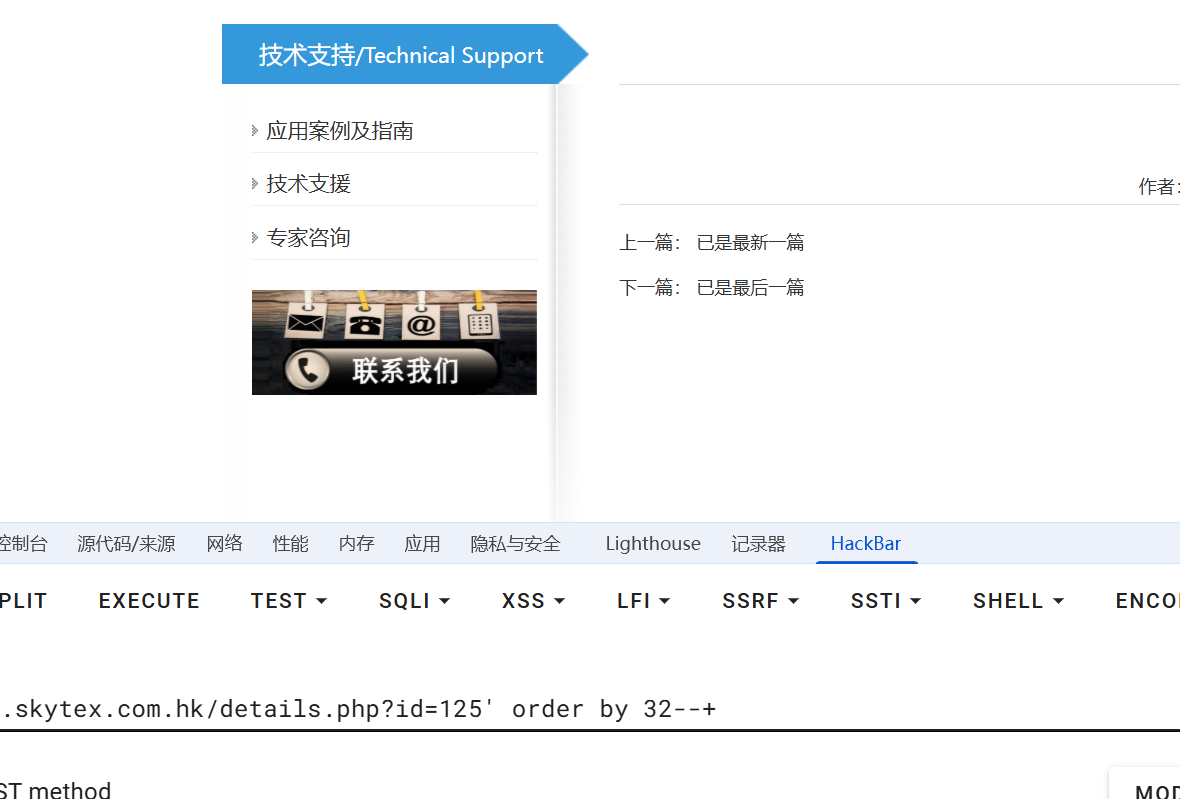 技术支持/Technical Support
应用案例及指南
技术支援
专家咨询
@
联系我们
作者:
上一篇： 已是最新一篇
下一篇： 已是最后一篇
控制台 源代码/来源 网络 性能 内存 应用 隐私与安全 Lighthouse 记录器 HackBar
PLIT EXECUTE TEST SQLI XSS LFI SSRF SSTI SHELL ENCO
.skytex.com.hk/details.php?id=125' order by 32--+
ST method
MOD